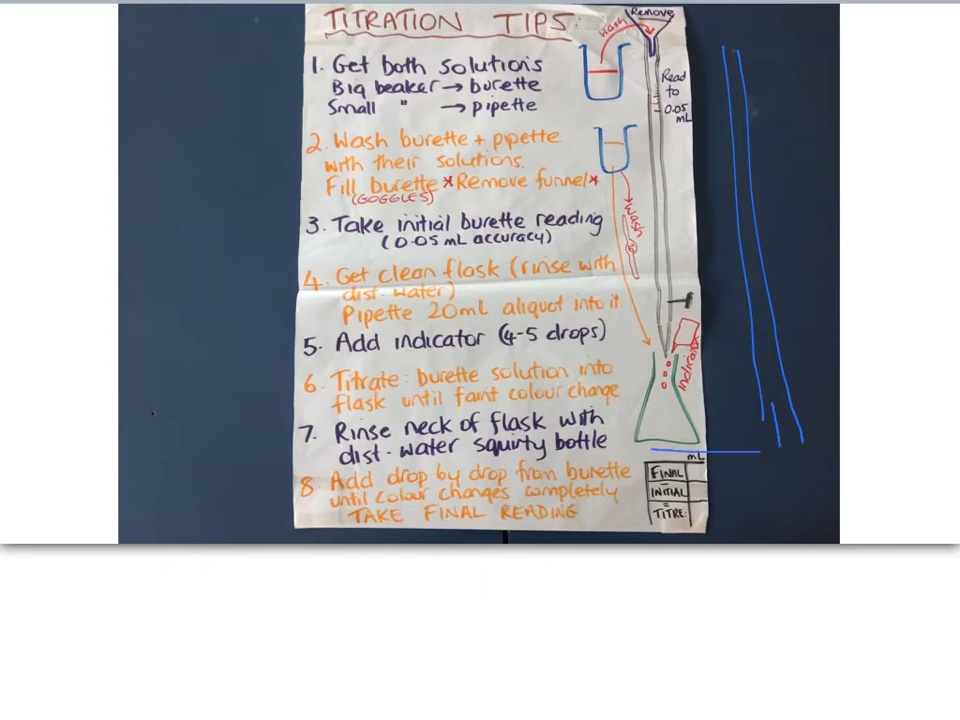 TITRATION TIPS:
1. Get both solutions
Big beaker → burette
Small " → pipette
2. Wash burette + pipette
with their solutions.
Fill burette *Remove funnel*
(GOGGLES)
3. Take initial burette reading
(0.05 mL accuracy)
4. Get clean flask (rinse with
dist. water)
Pipette 20mL aliquot into it
5. Add indicator (4-5 drops)
6. Titrate: burette solution into
flask until faint colour change
7. Rinse neck of flask with
dist. water squirty bottle
8. Add drop by drop from burette
until colour changes completely
TAKE FINAL READING
Remove
Wash
Read
to
0.05
mL
Wash
Indicator
mL
FINAL
-
INITIAL
=
TITRE: